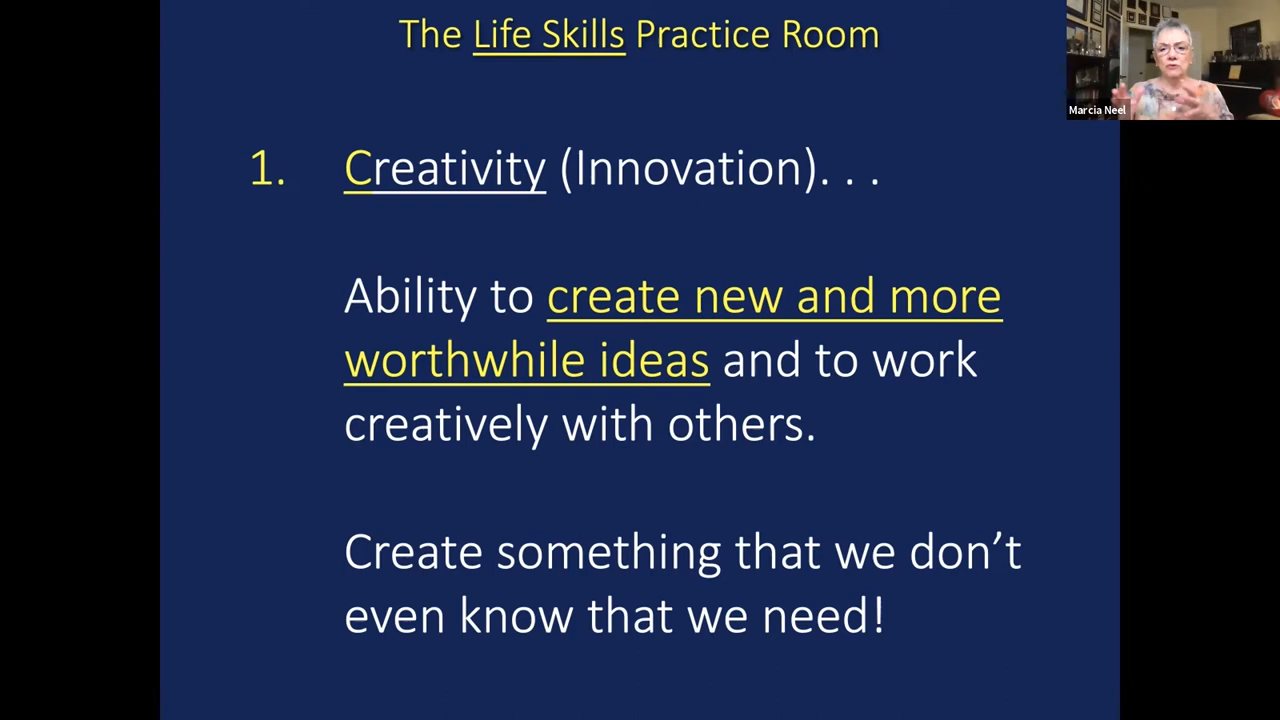 The Life Skills Practice Room
Marcia Neel
1. Creativity (Innovation). . .
Ability to create new and more
worthwhile ideas and to work
creatively with others.
Create something that we don’t
even know that we need!